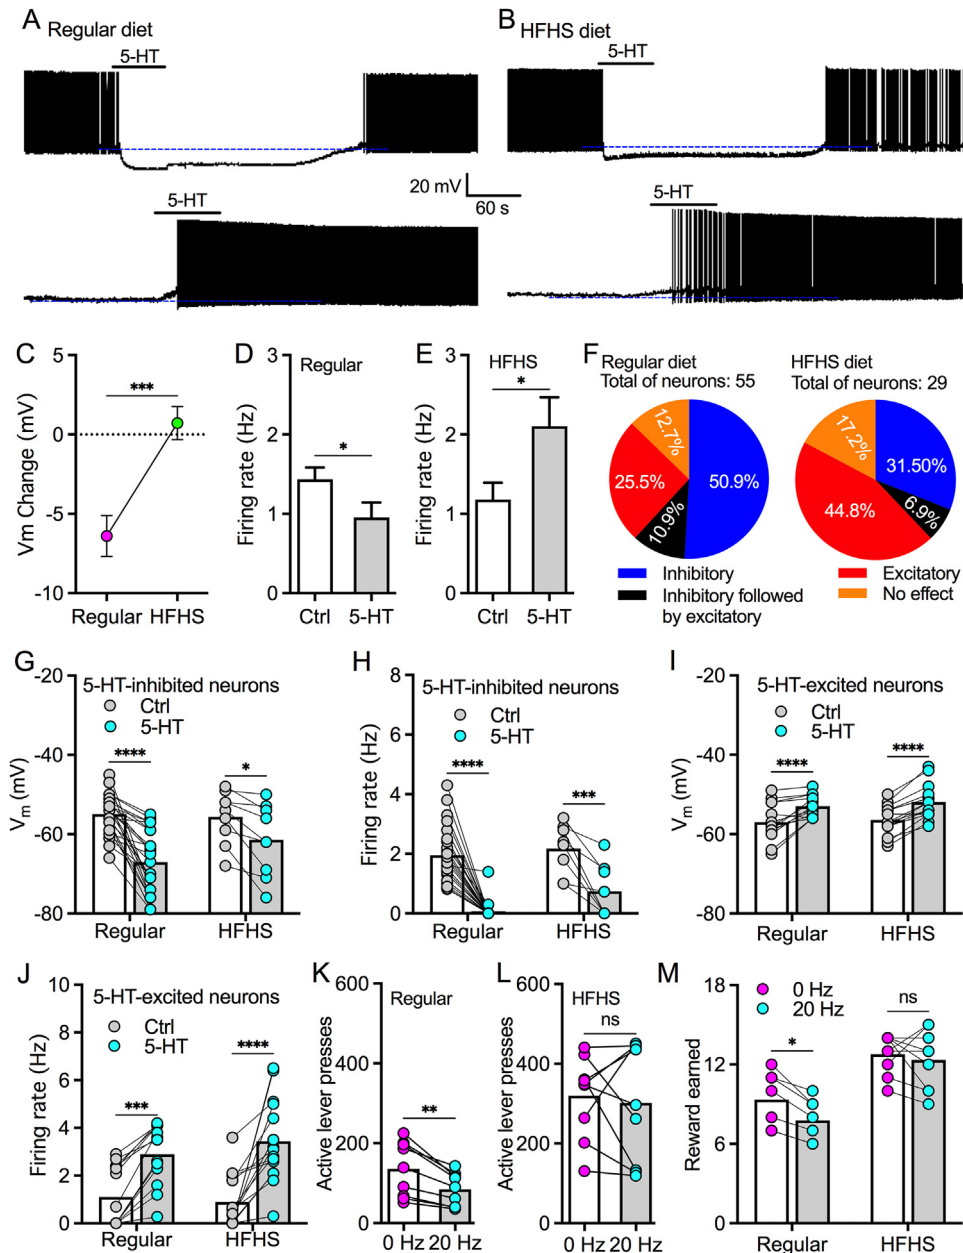 A Regular diet
5-HT
B HFHS diet
5-HT
20 mV
60 s
5-HT
5-HT
C
Vm Change (mV)
5
0
-5
-10
***
Regular HFHS
D
Firing rate (Hz)
3
2
1
0
Regular
*
Ctrl 5-HT
E
Firing rate (Hz)
3
2
1
0
HFHS
*
Ctrl 5-HT
F
Regular diet
Total of neurons: 55
12.7%
50.9%
25.5%
10.9%
HFHS diet
Total of neurons: 29
17.2%
31.50%
44.8%
6.9%
Inhibitory
Inhibitory followed
by excitatory
Excitatory
No effect
G
Vm (mV)
-20
-40
-60
-80
5-HT-inhibited neurons
Ctrl
5-HT
****
*
Regular HFHS
H
Firing rate (Hz)
8
6
4
2
0
5-HT-inhibited neurons
Ctrl
5-HT
****
***
Regular HFHS
I
Vm (mV)
-20
-40
-60
-80
5-HT-excited neurons
Ctrl
5-HT
****
****
Regular HFHS
J
Firing rate (Hz)
10
8
6
4
2
0
5-HT-excited neurons
Ctrl
5-HT
***
****
Regular HFHS
K
Active lever presses
600
400
200
0
Regular
**
0 Hz 20 Hz
L
Active lever presses
600
400
200
0
HFHS
ns
0 Hz 20 Hz
M
Reward earned
18
12
6
0
0 Hz
20 Hz
*
ns
Regular HFHS